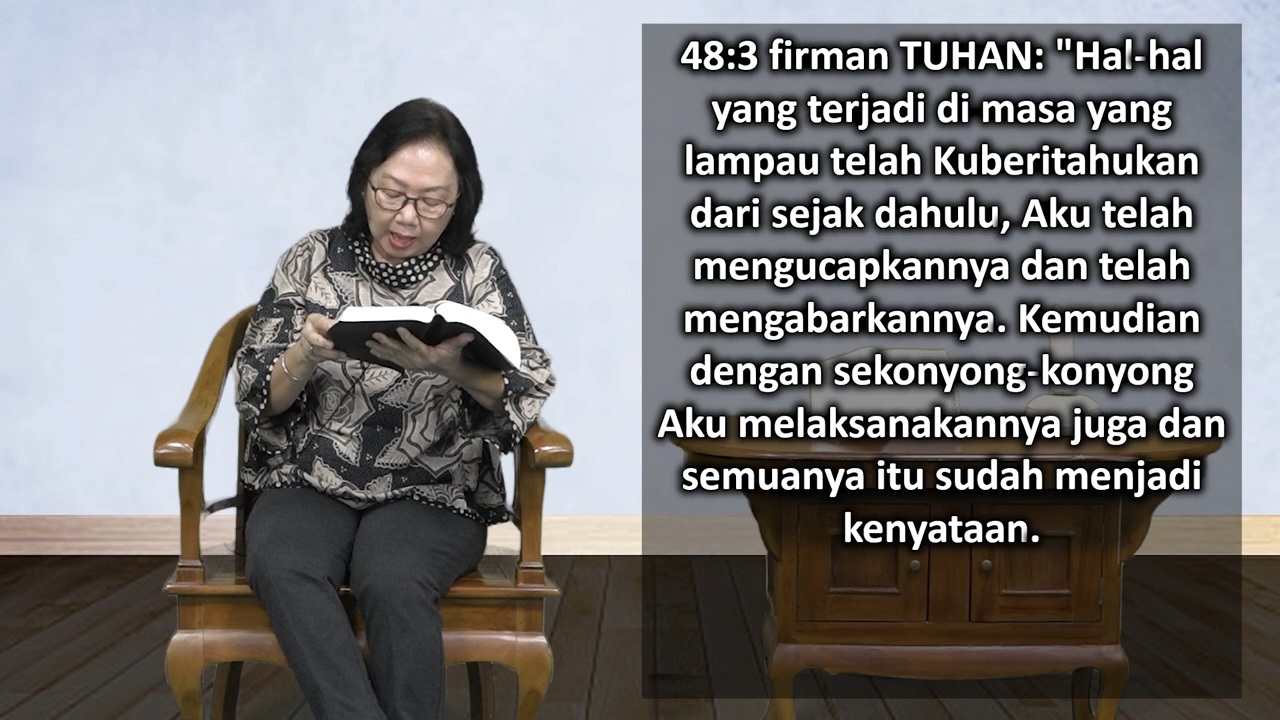 48:3 firman TUHAN: "Hal-hal
yang terjadi di masa yang
lampau telah Kuberitahukan
dari sejak dahulu, Aku telah
mengucapkannya dan telah
mengabarkannya. Kemudian
dengan sekonyong-konyong
Aku melaksanakannya juga dan
semuanya itu sudah menjadi
kenyataan.